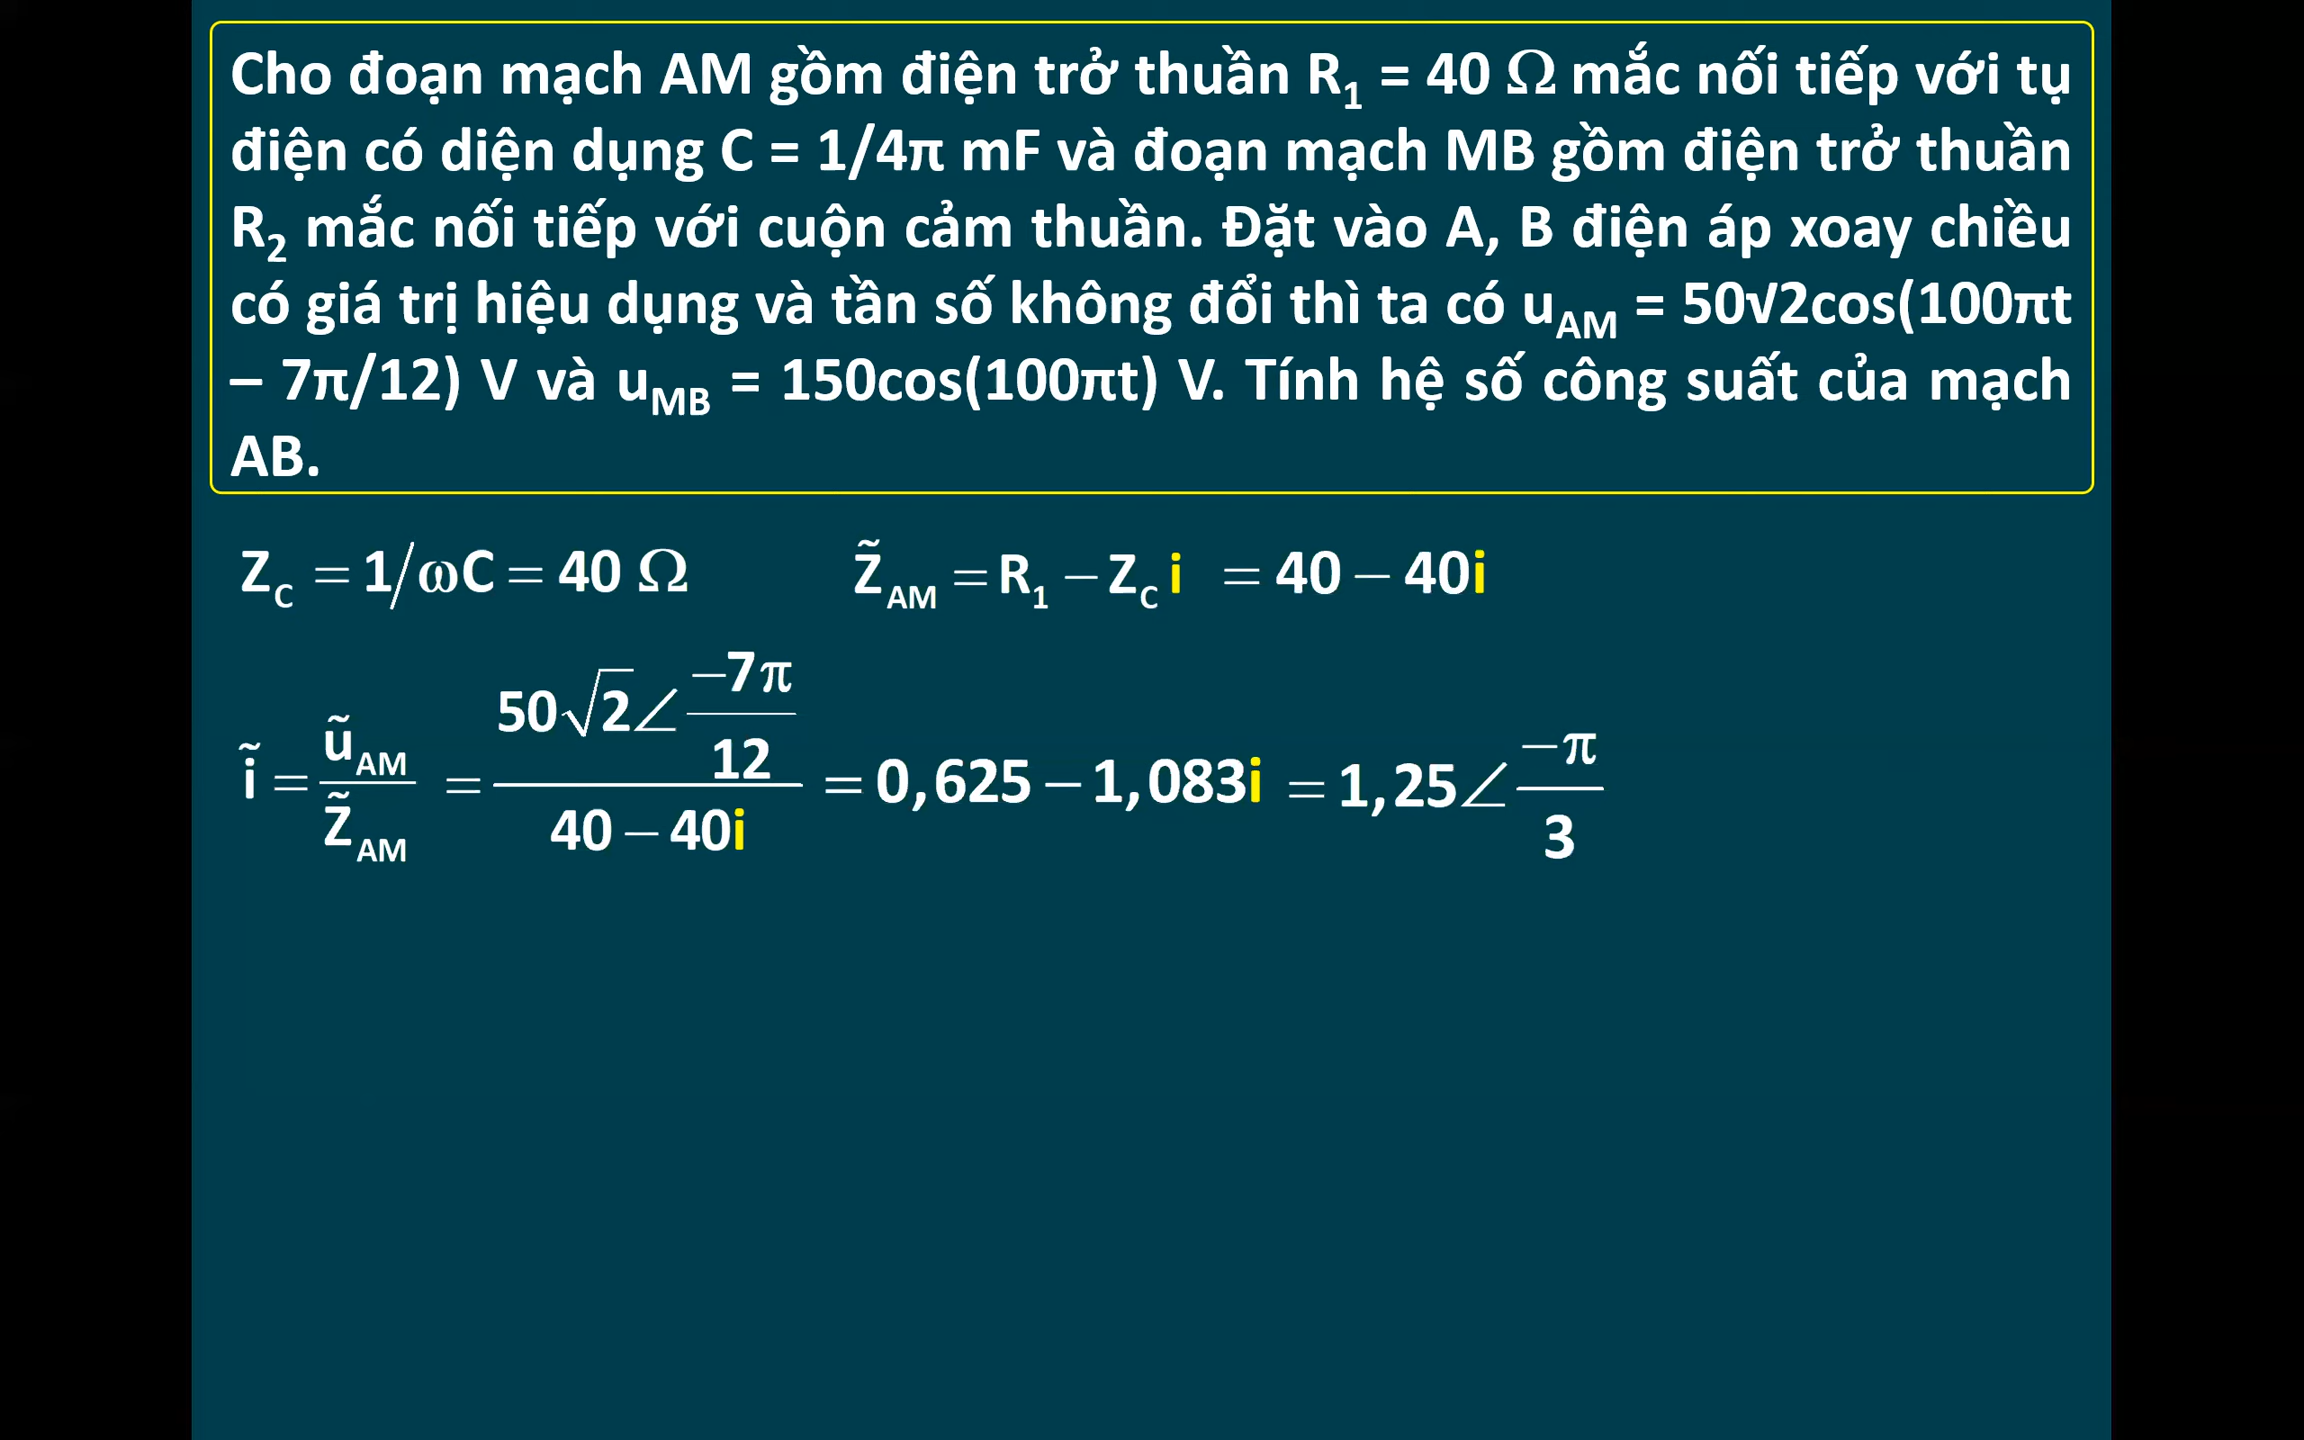 Cho đoạn mạch AM gồm điện trở thuần R₁ = 40 Ω mắc nối tiếp với tụ
điện có diện dụng C = 1/4π mF và đoạn mạch MB gồm điện trở thuần
R₂ mắc nối tiếp với cuộn cảm thuần. Đặt vào A, B điện áp xoay chiều
có giá trị hiệu dụng và tần số không đổi thì ta có u_AM = 50√2cos(100πt
– 7π/12) V và u_MB = 150cos(100πt) V. Tính hệ số công suất của mạch
AB.
Z_C = 1/ωC = 40 Ω   Z̃_AM = R₁ − Z_C i = 40 − 40i
ĩ = ũ_AM / Z̃_AM = (50√2∠(−7π/12)) / (40 − 40i) = 0,625 − 1,083i = 1,25∠(−π/3)